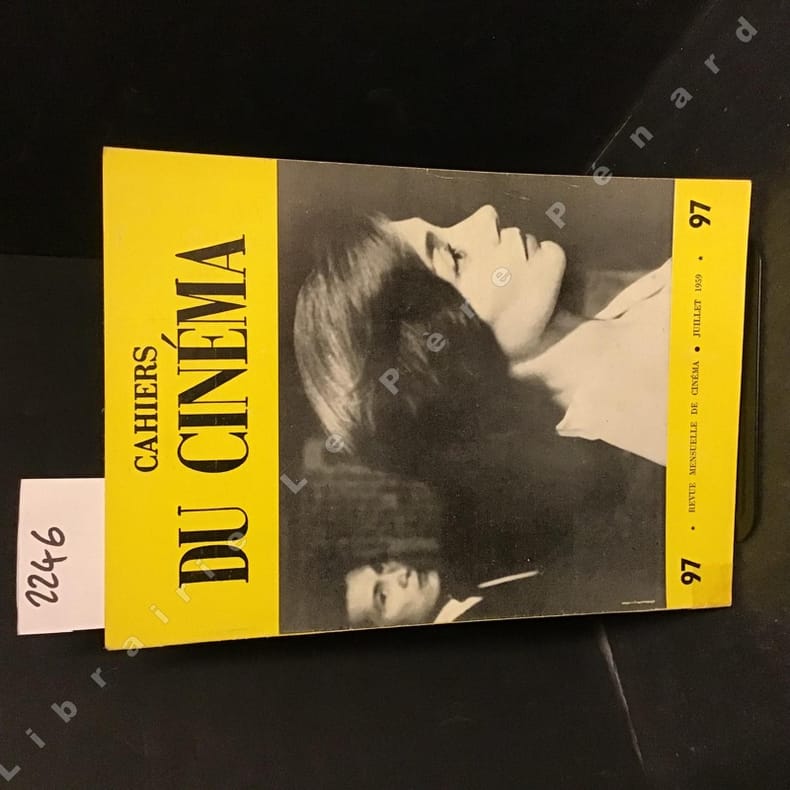 CAHIERS
DU CINÉMA
97 * REVUE MENSUELLE DE CINÉMA • JUILLET 1959 * 97
2246
Librairie Le Père Pénard ©